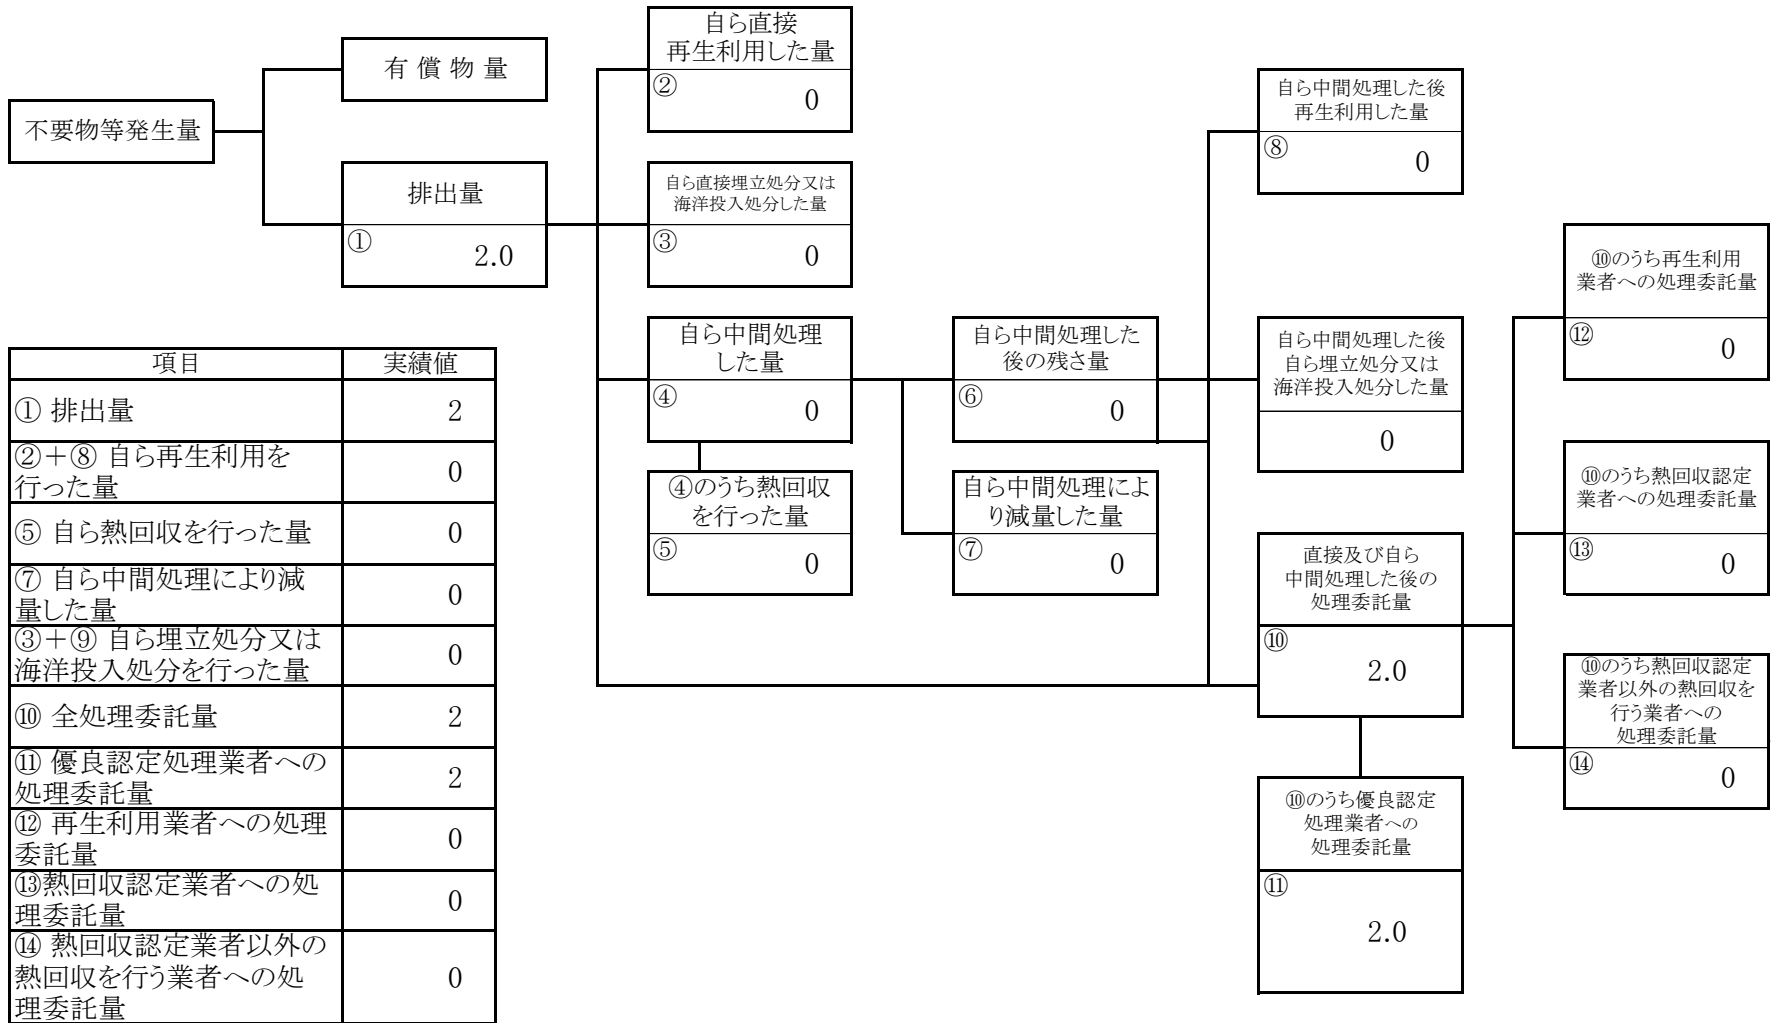 不要物等発生量
有 償 物 量
排出量
①
2.0
自ら直接
再生利用した量
②
0
自ら直接埋立処分又は
海洋投入処分した量
③
0
自ら中間処理
した量
④
0
④のうち熱回収
を行った量
⑤
0
自ら中間処理した
後の残さ量
⑥
0
自ら中間処理によ
り減量した量
⑦
0
自ら中間処理した後
再生利用した量
⑧
0
自ら中間処理した後
自ら埋立処分又は
海洋投入処分した量
0
直接及び自ら
中間処理した後の
処理委託量
⑩
2.0
⑩のうち優良認定
処理業者への
処理委託量
⑪
2.0
⑩のうち再生利用
業者への処理委託量
⑫
0
⑩のうち熱回収認定
業者への処理委託量
⑬
0
⑩のうち熱回収認定
業者以外の熱回収を
行う業者への
処理委託量
⑭
0
項目 実績値
① 排出量 2
②＋⑧ 自ら再生利用を
行った量 0
⑤ 自ら熱回収を行った量 0
⑦ 自ら中間処理により減
量した量 0
③＋⑨ 自ら埋立処分又は
海洋投入処分を行った量 0
⑩ 全処理委託量 2
⑪ 優良認定処理業者への
処理委託量 2
⑫ 再生利用業者への処理
委託量 0
⑬熱回収認定業者への処
理委託量 0
⑭ 熱回収認定業者以外の
熱回収を行う業者への処
理委託量 0